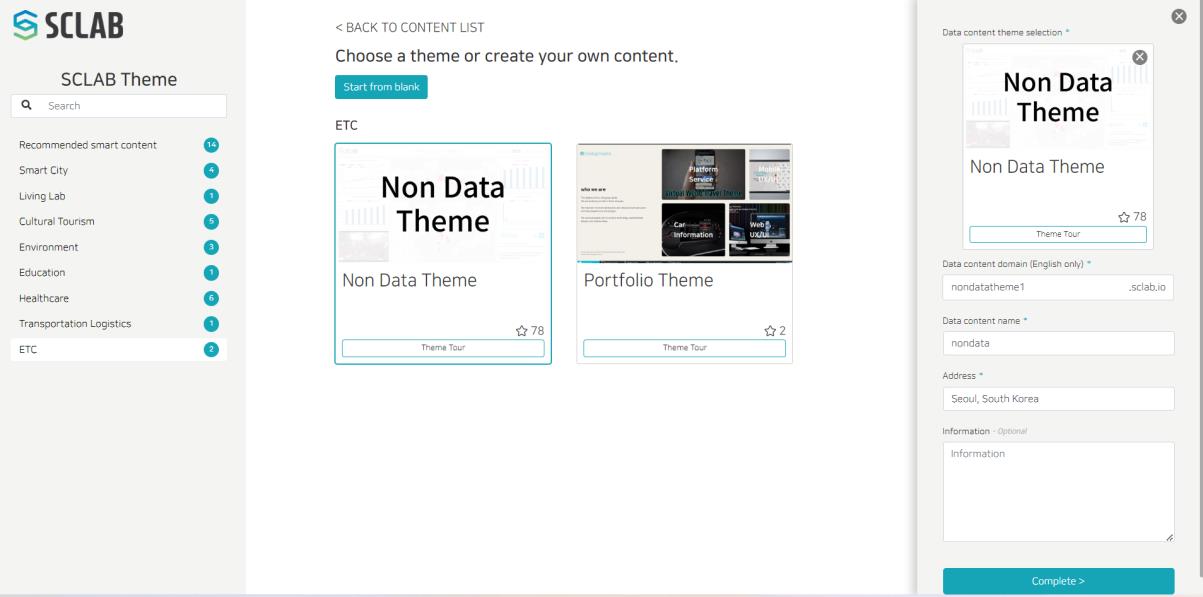 SCLAB
SCLAB Theme
Search
Recommended smart content 14
Smart City 4
Living Lab 1
Cultural Tourism 5
Environment 3
Education 1
Healthcare 6
Transportation Logistics 1
ETC 2
< BACK TO CONTENT LIST
Choose a theme or create your own content.
Start from blank
ETC
Non Data
Theme
Non Data Theme
78
Theme Tour
who we are
Platform
Service
Car
Information
Web
UX/UI
Portfolio Theme
2
Theme Tour
Data content theme selection *
Non Data
Theme
Non Data Theme
78
Theme Tour
Data content domain (English only) *
nondatatheme1 .sclab.io
Data content name *
nondata
Address *
Seoul, South Korea
Information - Optional
Information
Complete >